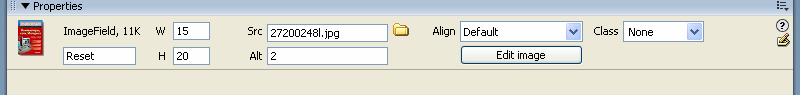 Properties
ImageField, 11K W 15 Src 27200248l.jpg Align Default Class None
Reset H 20 Alt 2 Edit image